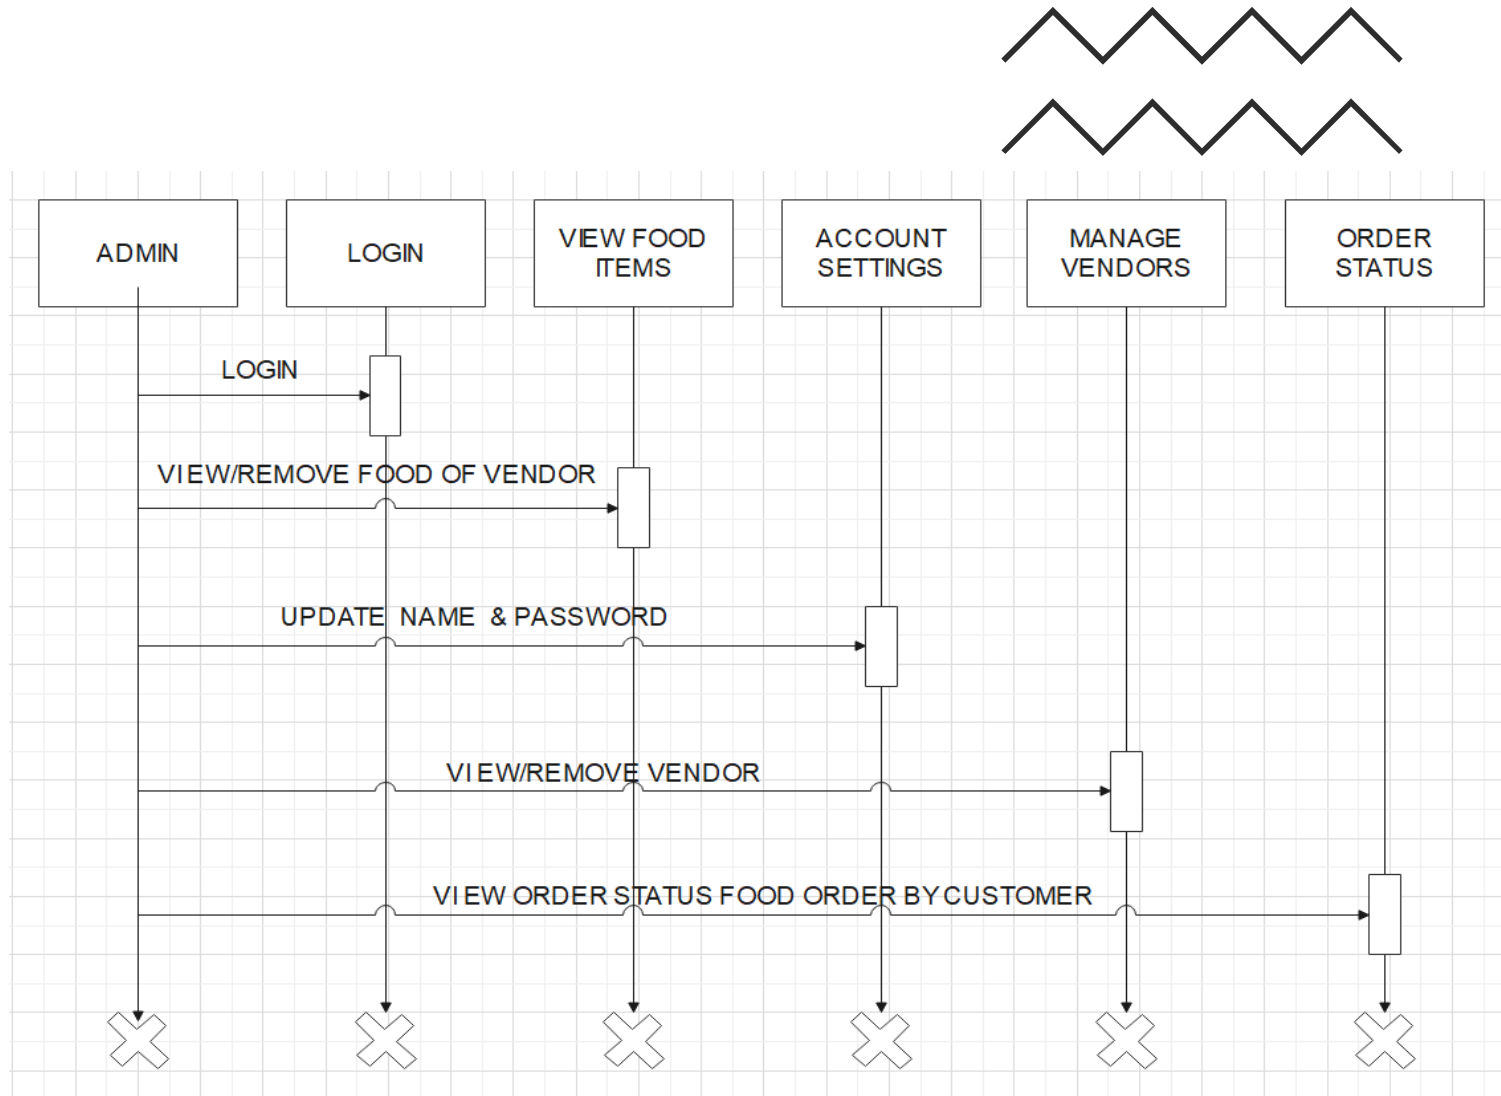 ADMIN
LOGIN
VIEW FOOD
ITEMS
ACCOUNT
SETTINGS
MANAGE
VENDORS
ORDER
STATUS
LOGIN
VIEW/REMOVE FOOD OF VENDOR
UPDATE NAME & PASSWORD
VIEW/REMOVE VENDOR
VIEW ORDER STATUS FOOD ORDER BY CUSTOMER